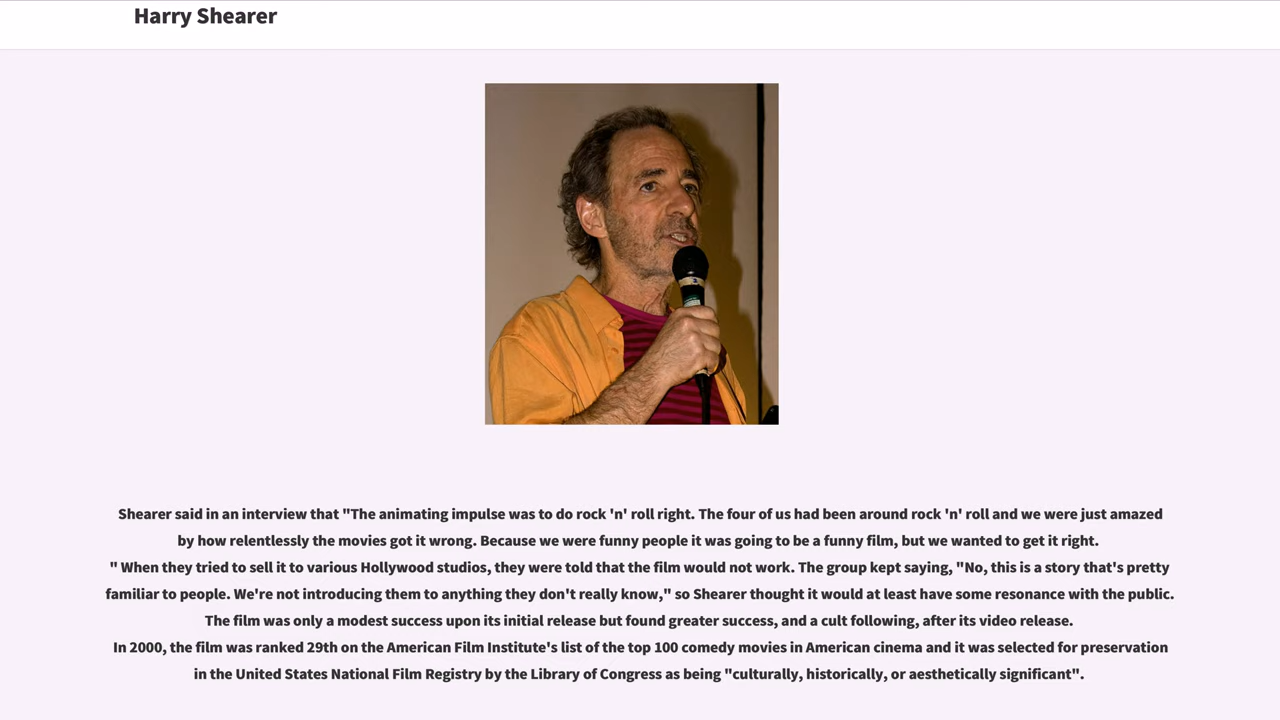 Harry Shearer
Shearer said in an interview that "The animating impulse was to do rock 'n' roll right. The four of us had been around rock 'n' roll and we were just amazed
by how relentlessly the movies got it wrong. Because we were funny people it was going to be a funny film, but we wanted to get it right.
" When they tried to sell it to various Hollywood studios, they were told that the film would not work. The group kept saying, "No, this is a story that's pretty
familiar to people. We're not introducing them to anything they don't really know," so Shearer thought it would at least have some resonance with the public.
The film was only a modest success upon its initial release but found greater success, and a cult following, after its video release.
In 2000, the film was ranked 29th on the American Film Institute's list of the top 100 comedy movies in American cinema and it was selected for preservation
in the United States National Film Registry by the Library of Congress as being "culturally, historically, or aesthetically significant".